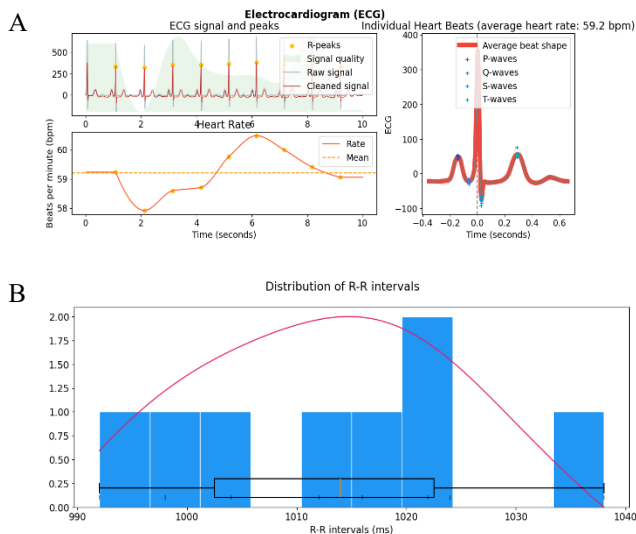 A
Electrocardiogram (ECG)
ECG signal and peaks
R-peaks
Signal quality
Raw signal
Cleaned signal
600
400
200
0
0 2 4 6 8 10
Heart Rate
Beats per minute (bpm)
60
59
58
Rate
Mean
0 2 4 6 8 10
Time (seconds)
Individual Heart Beats (average heart rate: 59.2 bpm)
Average beat shape
P-waves
Q-waves
S-waves
T-waves
ECG
400
300
200
100
0
−100
−0.4 −0.2 0.0 0.2 0.4 0.6
Time (seconds)
B
Distribution of R-R intervals
2.00
1.75
1.50
1.25
1.00
0.75
0.50
0.25
0.00
990 1000 1010 1020 1030 1040
R-R intervals (ms)